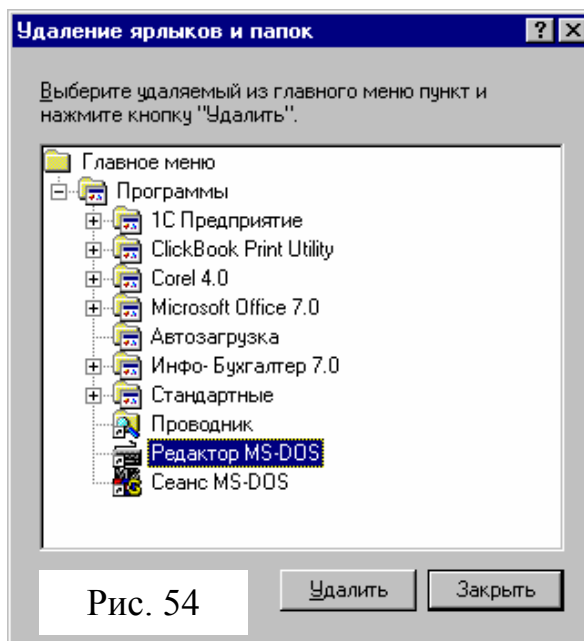 Удаление ярлыков и папок
Выберите удаляемый из главного меню пункт и
нажмите кнопку "Удалить".
Главное меню
Программы
1С Предприятие
ClickBook Print Utility
Corel 4.0
Microsoft Office 7.0
Автозагрузка
Инфо- Бухгалтер 7.0
Стандартные
Проводник
Редактор MS-DOS
Сеанс MS-DOS
Рис. 54
Удалить
Закрыть